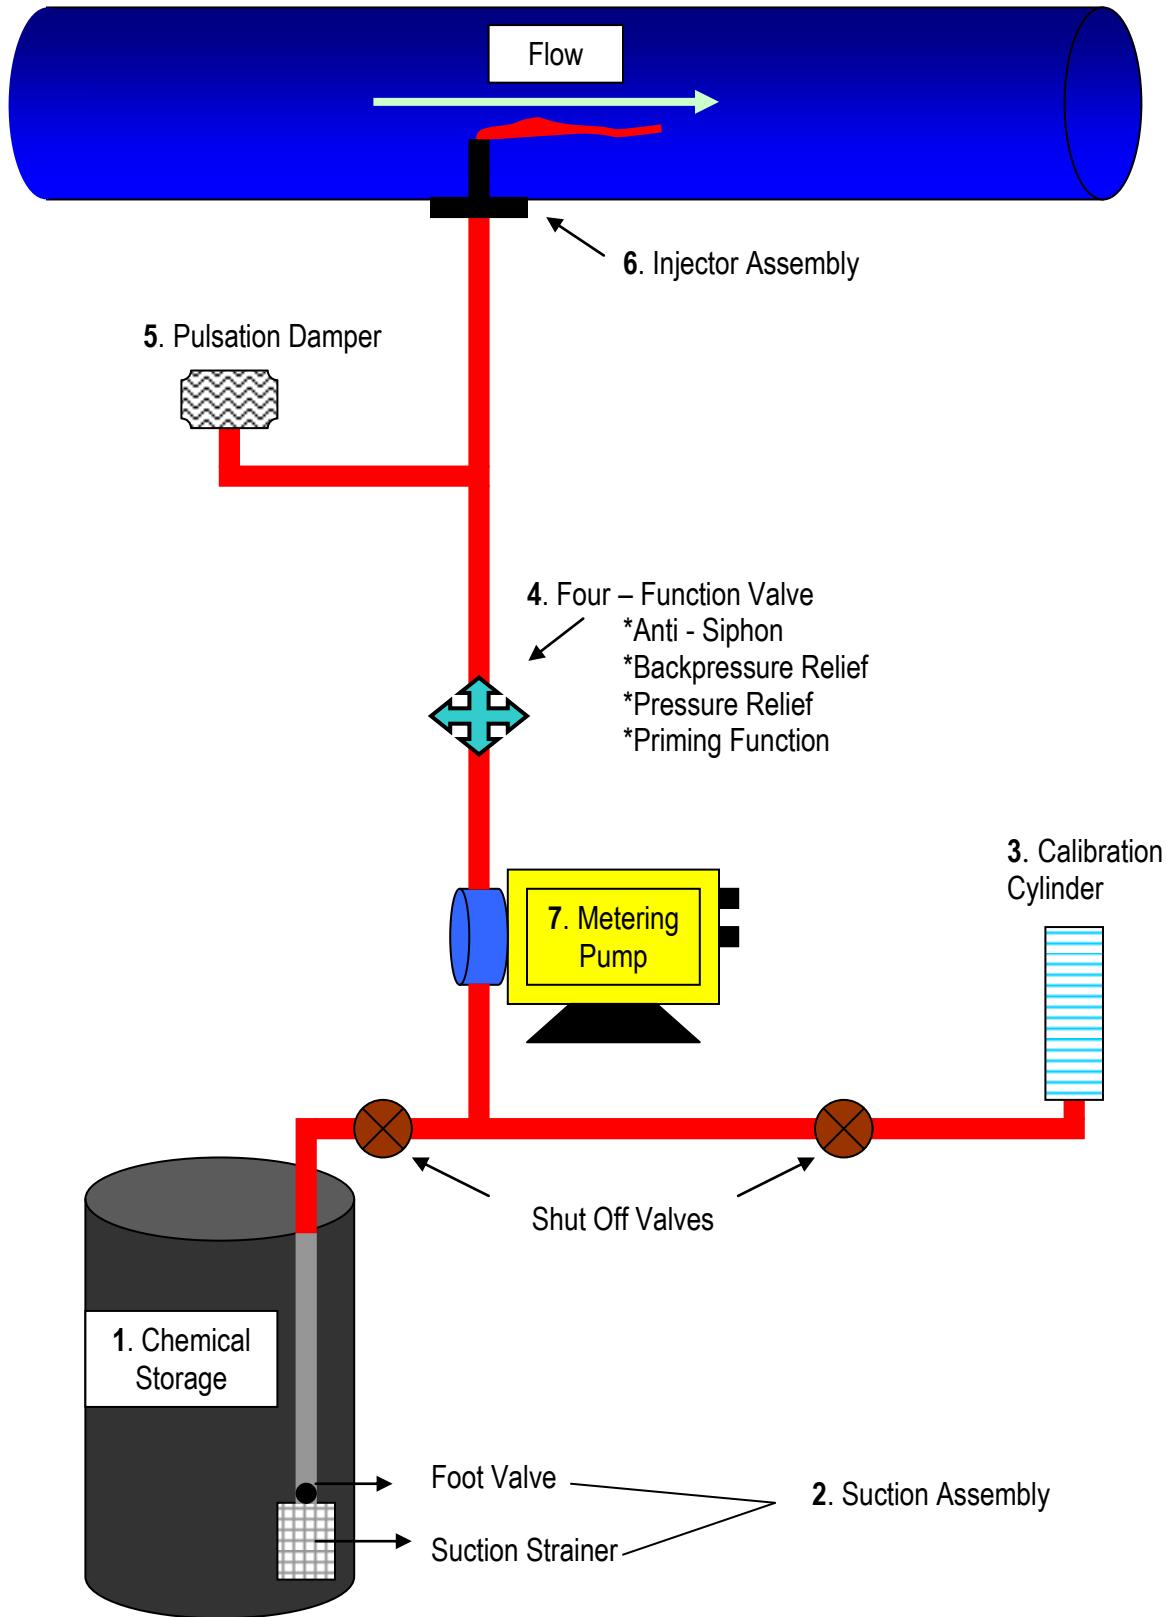 Flow
6. Injector Assembly
5. Pulsation Damper
4. Four – Function Valve
*Anti - Siphon
*Backpressure Relief
*Pressure Relief
*Priming Function
3. Calibration
Cylinder
7. Metering
Pump
Shut Off Valves
1. Chemical
Storage
Foot Valve
2. Suction Assembly
Suction Strainer